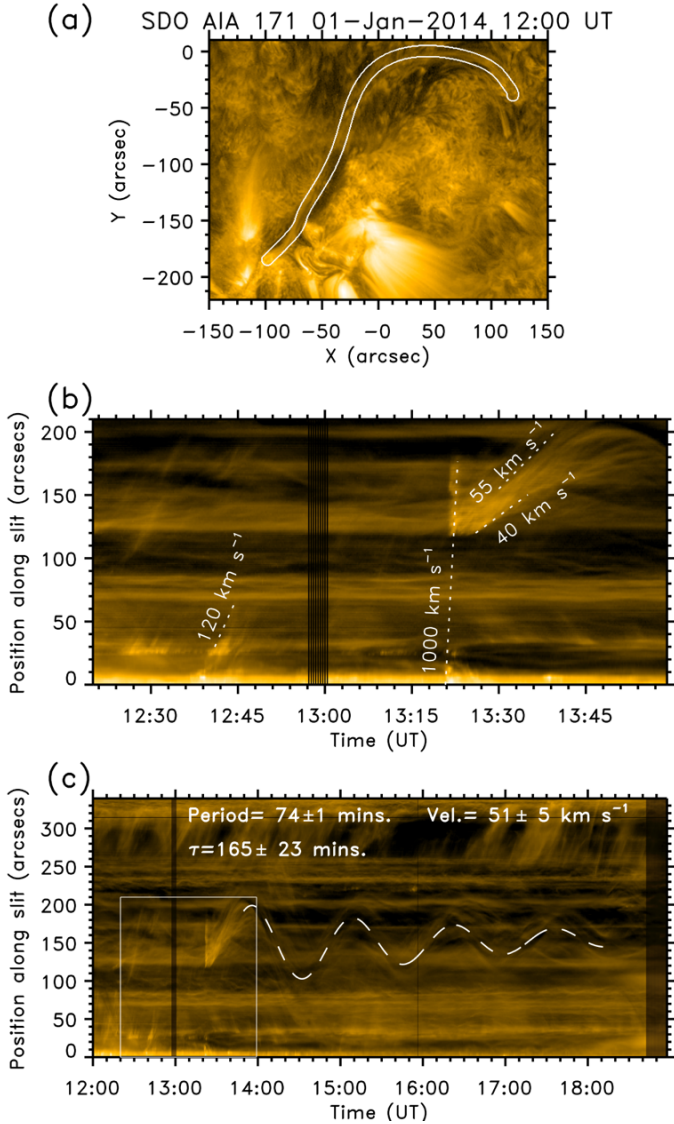 (a) SDO AIA 171 01-Jan-2014 12:00 UT
0
-50
-100
-150
-200
Y (arcsec)
-150 -100 -50 -0 50 100 150
X (arcsec)
(b)
200
150
100
50
0
Position along slit (arcsecs)
120 km s⁻¹
1000 km s⁻¹
55 km s⁻¹
40 km s⁻¹
12:30 12:45 13:00 13:15 13:30 13:45
Time (UT)
(c)
Period= 74±1 mins. Vel.= 51± 5 km s⁻¹
τ=165± 23 mins.
300
250
200
150
100
50
0
Position along slit (arcsecs)
12:00 13:00 14:00 15:00 16:00 17:00 18:00
Time (UT)